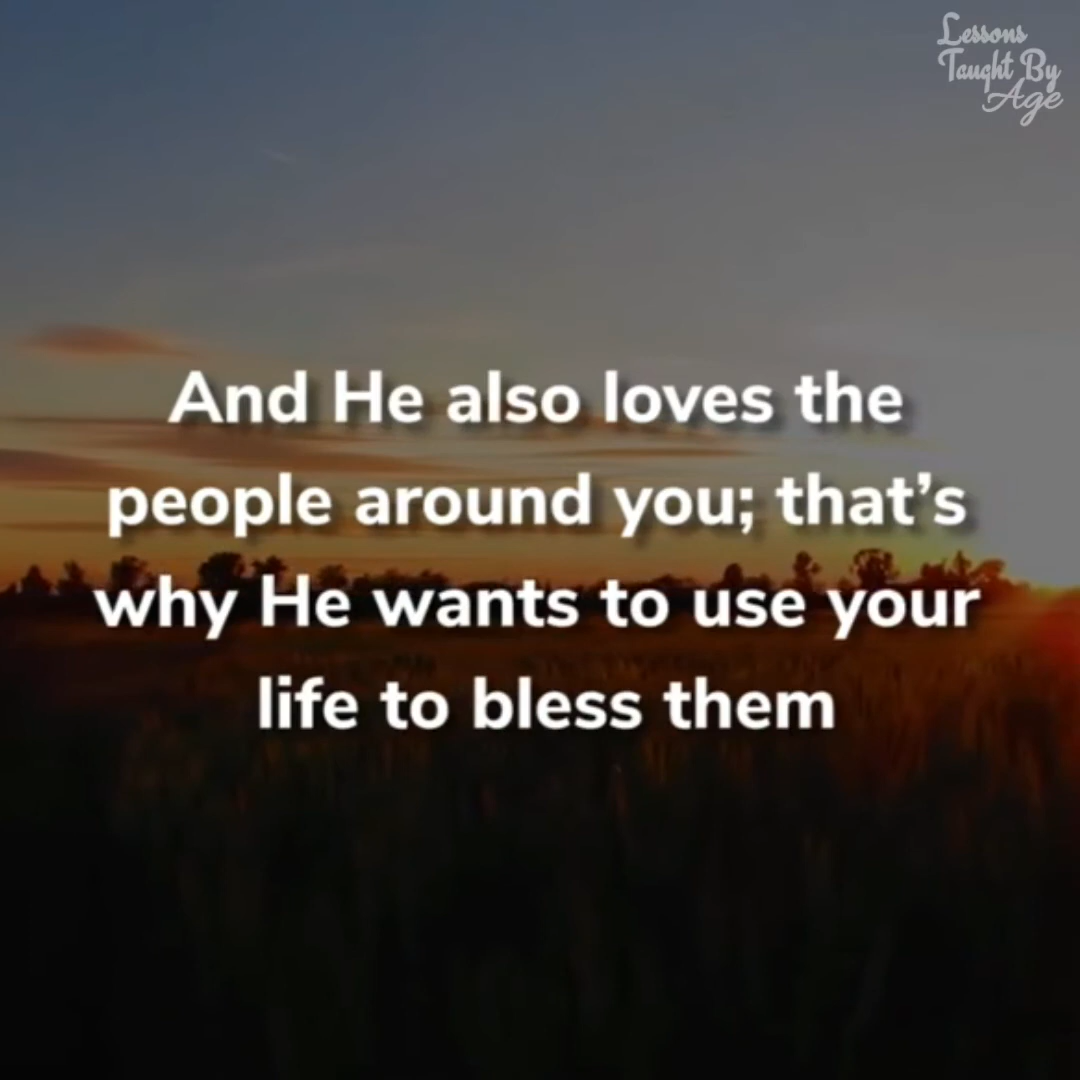 Lessons
Taught By
Age
And He also loves the
people around you; that’s
why He wants to use your
life to bless them